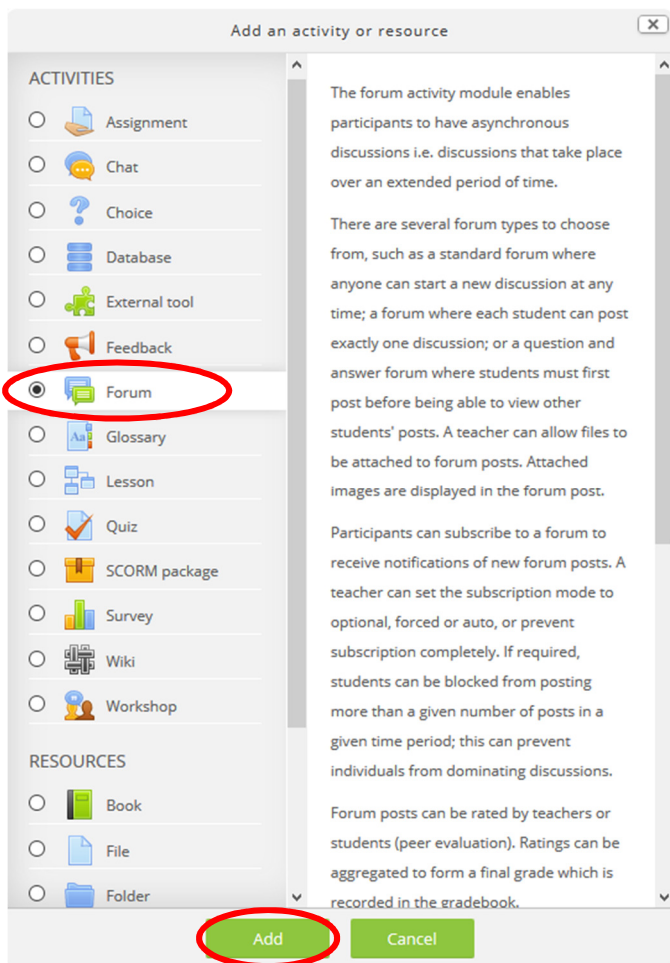 Add an activity or resource
ACTIVITIES
Assignment
Chat
Choice
Database
External tool
Feedback
Forum
Glossary
Lesson
Quiz
SCORM package
Survey
Wiki
Workshop
RESOURCES
Book
File
Folder
The forum activity module enables
participants to have asynchronous
discussions i.e. discussions that take place
over an extended period of time.
There are several forum types to choose
from, such as a standard forum where
anyone can start a new discussion at any
time; a forum where each student can post
exactly one discussion; or a question and
answer forum where students must first
post before being able to view other
students' posts. A teacher can allow files to
be attached to forum posts. Attached
images are displayed in the forum post.
Participants can subscribe to a forum to
receive notifications of new forum posts. A
teacher can set the subscription mode to
optional, forced or auto, or prevent
subscription completely. If required,
students can be blocked from posting
more than a given number of posts in a
given time period; this can prevent
individuals from dominating discussions.
Forum posts can be rated by teachers or
students (peer evaluation). Ratings can be
aggregated to form a final grade which is
recorded in the gradebook.
Add
Cancel